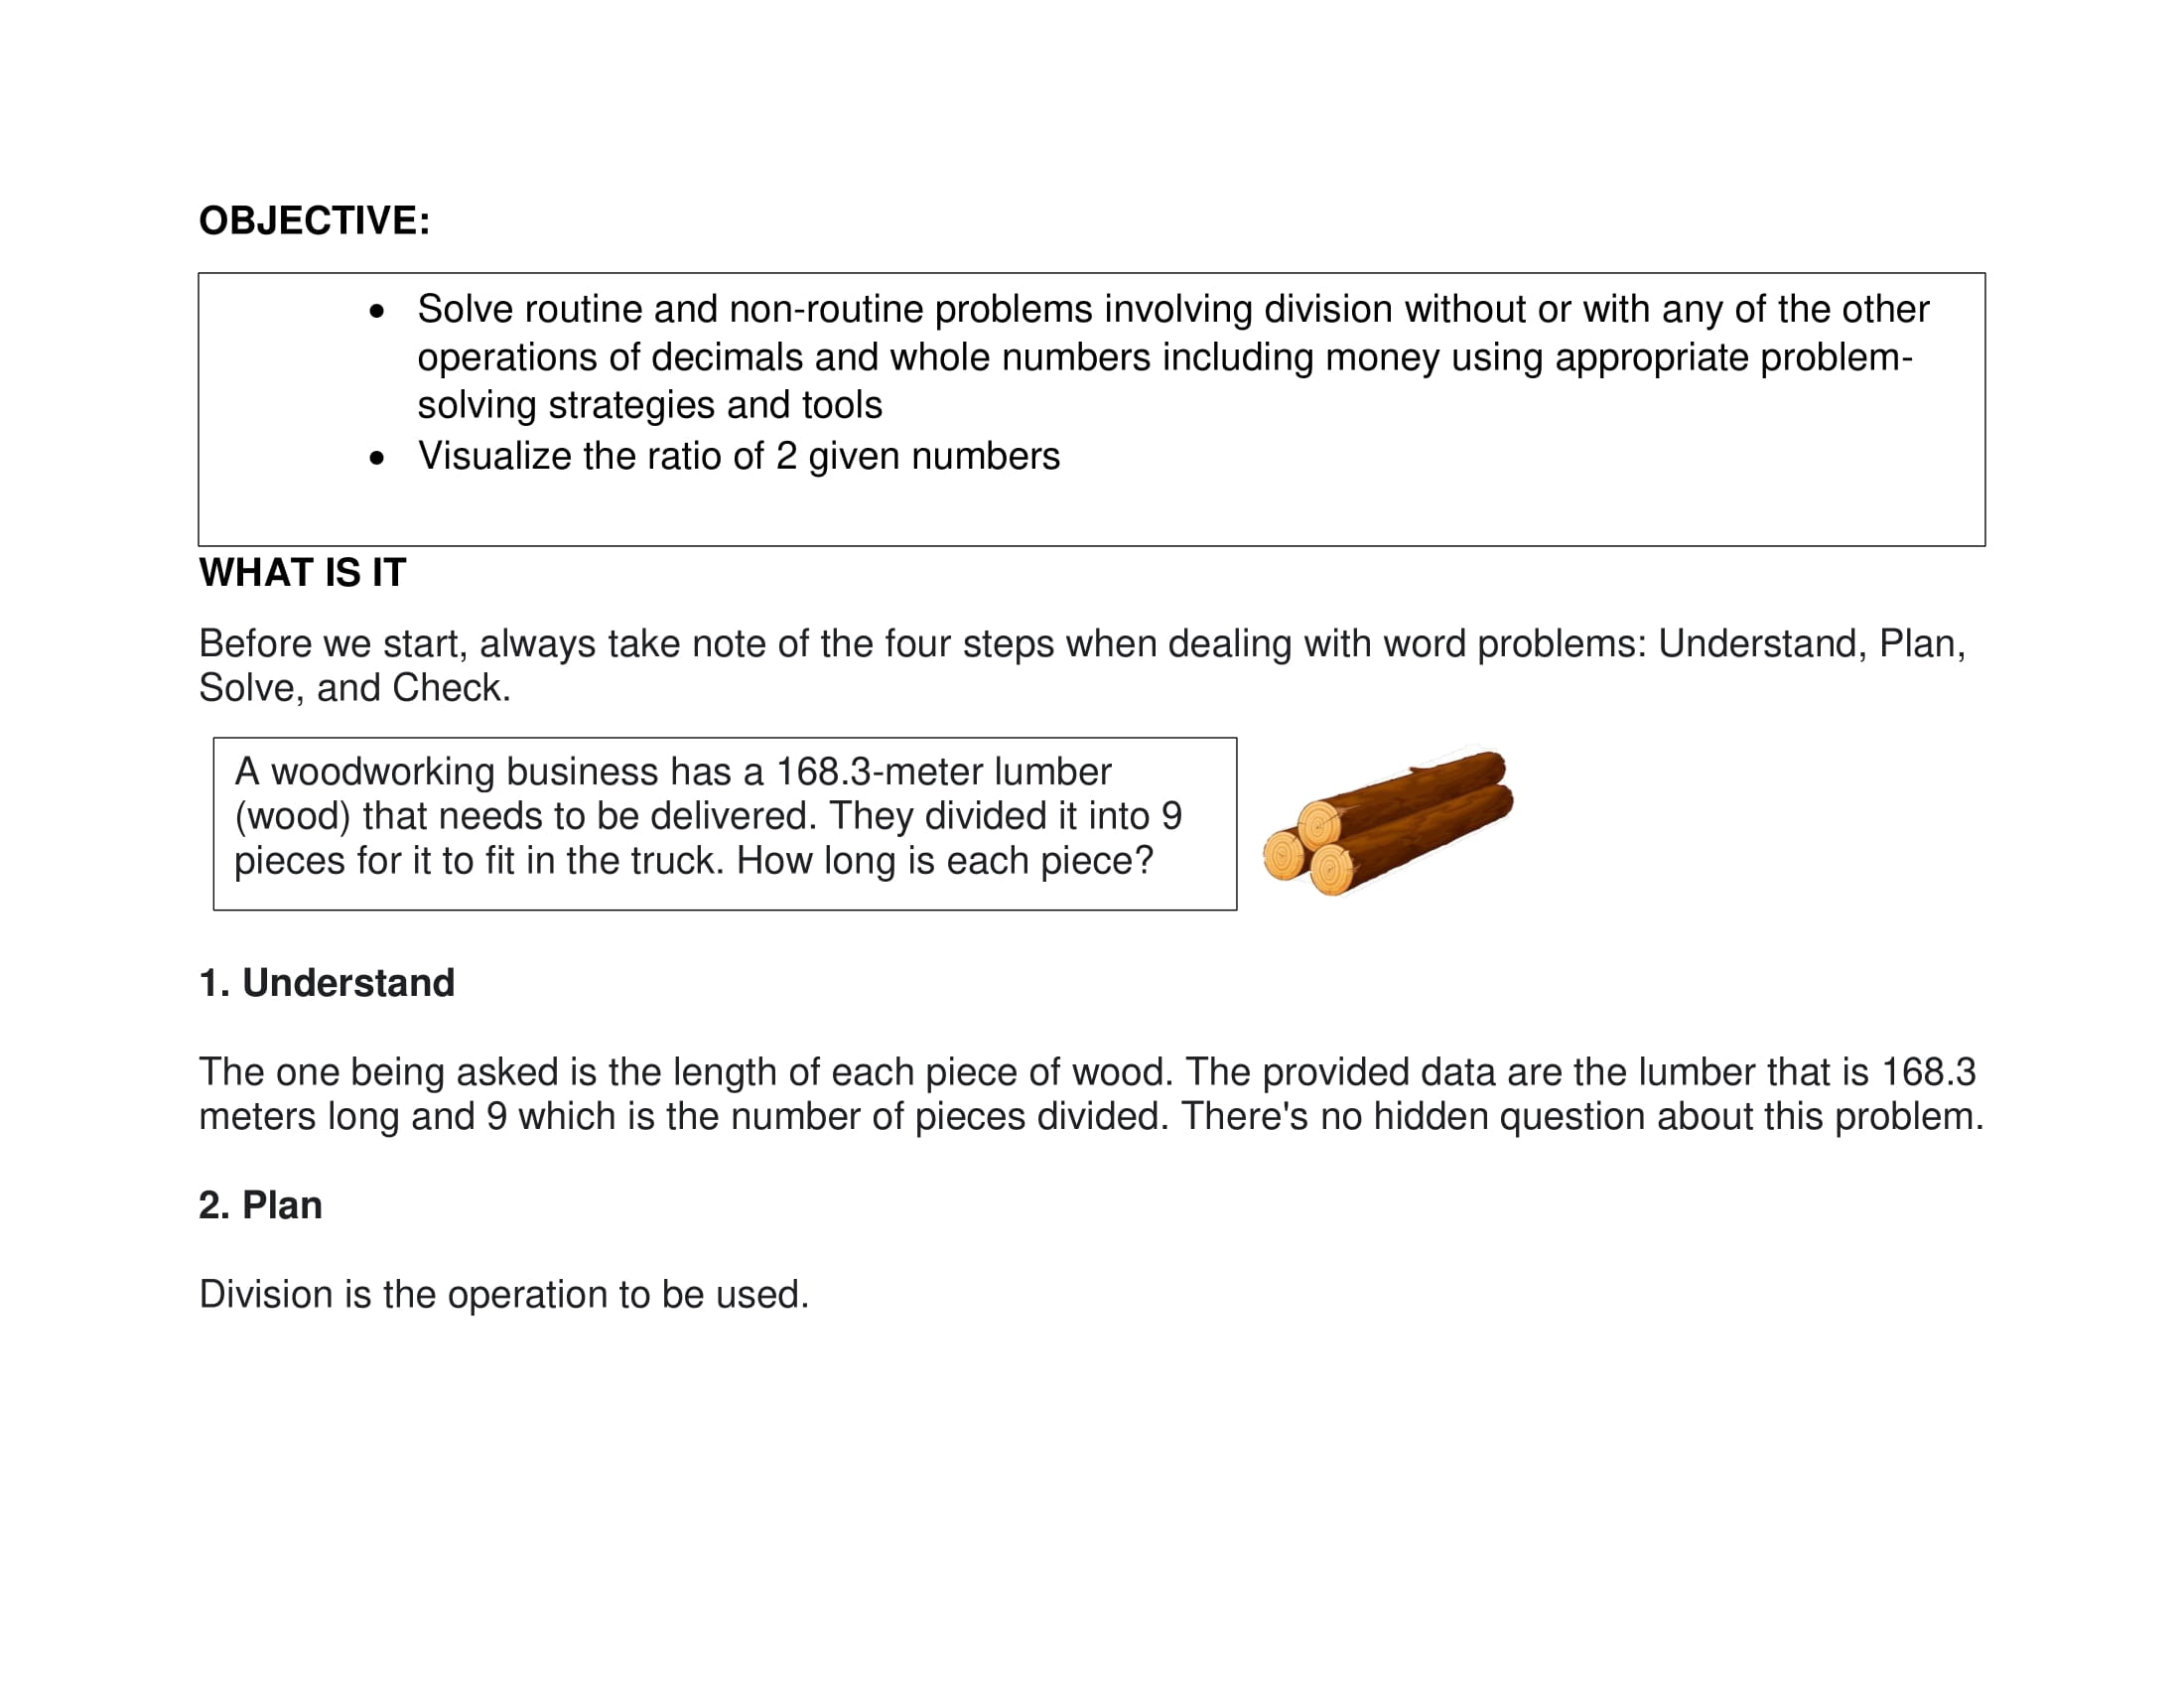 OBJECTIVE:
• Solve routine and non-routine problems involving division without or with any of the other
operations of decimals and whole numbers including money using appropriate problem-
solving strategies and tools
• Visualize the ratio of 2 given numbers
WHAT IS IT
Before we start, always take note of the four steps when dealing with word problems: Understand, Plan,
Solve, and Check.
A woodworking business has a 168.3-meter lumber
(wood) that needs to be delivered. They divided it into 9
pieces for it to fit in the truck. How long is each piece?
1. Understand
The one being asked is the length of each piece of wood. The provided data are the lumber that is 168.3
meters long and 9 which is the number of pieces divided. There's no hidden question about this problem.
2. Plan
Division is the operation to be used.